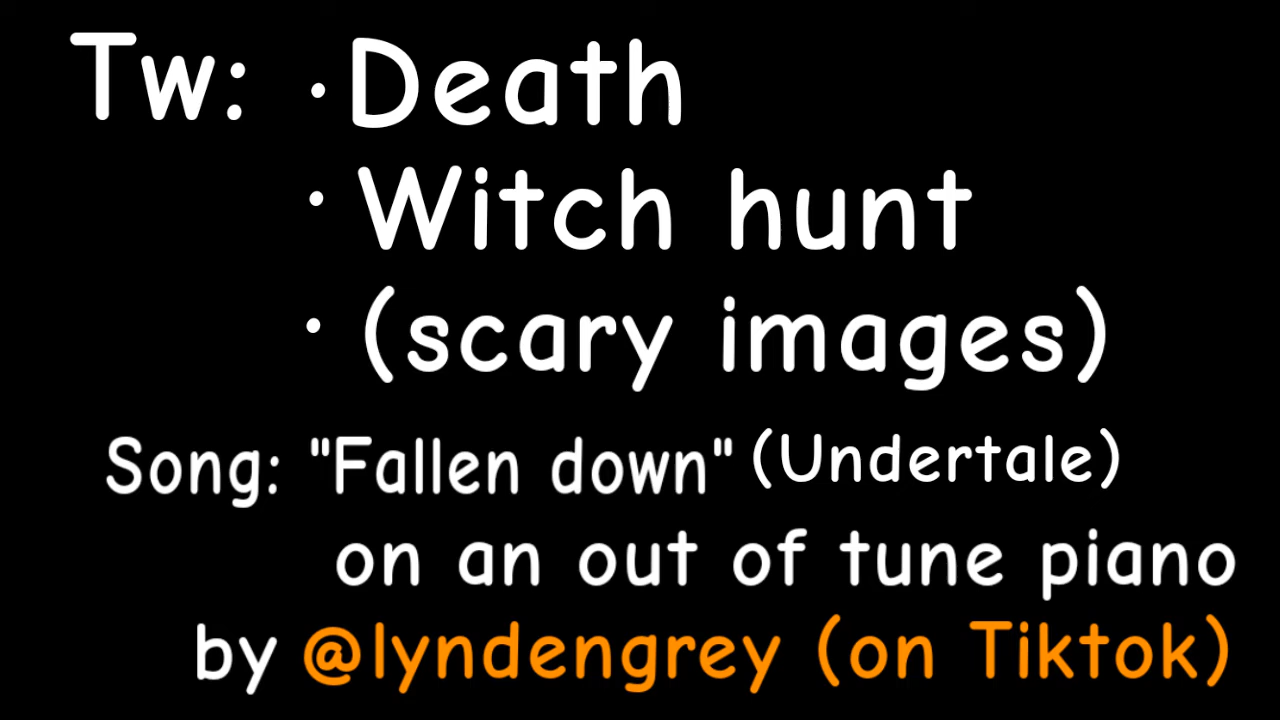 Tw: • Death
• Witch hunt
• (scary images)
Song: "Fallen down" (Undertale)
on an out of tune piano
by @lyndengrey (on Tiktok)